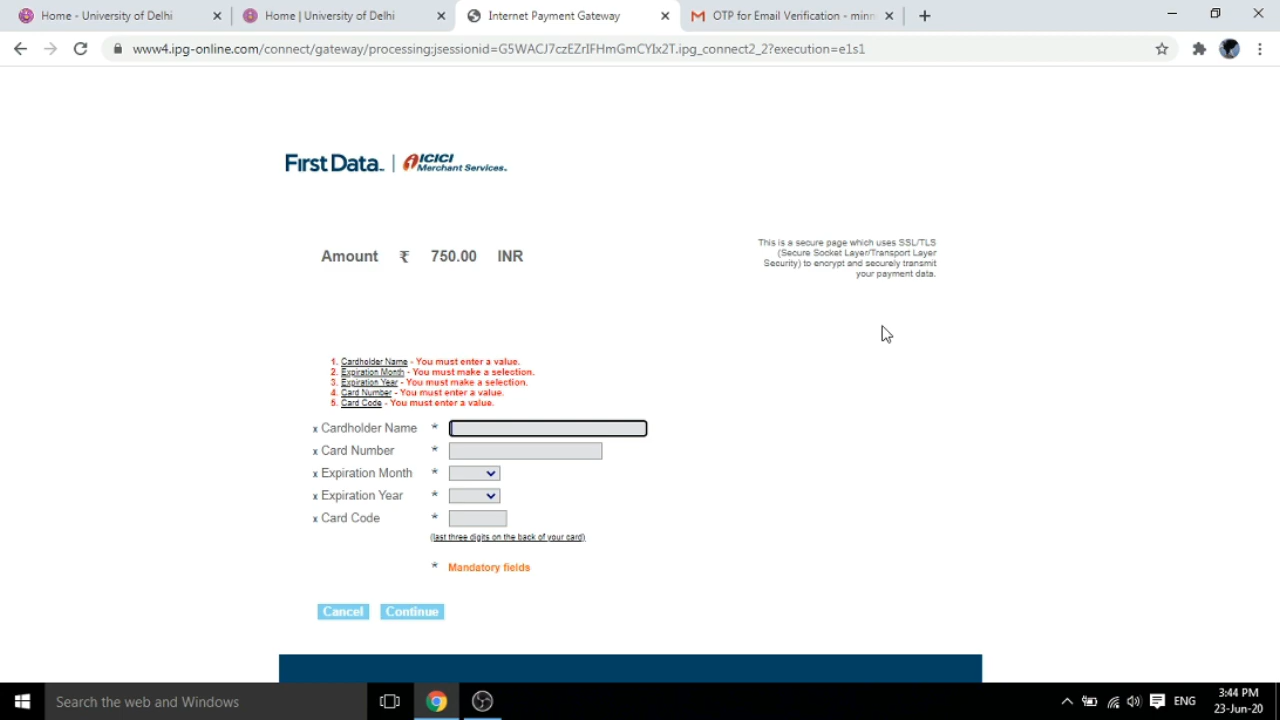 Home - University of Delhi
Home | University of Delhi
Internet Payment Gateway
OTP for Email Verification - minm
www4.ipg-online.com/connect/gateway/processing;jsessionid=G5WACJ7czEZrIFHmGmCYIx2T.ipg_connect2_2?execution=e1s1
First Data. | ICICI Merchant Services.
Amount ₹ 750.00 INR
This is a secure page which uses SSL/TLS
(Secure Socket Layer/Transport Layer
Security) to encrypt and securely transmit
your payment data.
1. Cardholder Name - You must enter a value.
2. Expiration Month - You must make a selection.
3. Expiration Year - You must make a selection.
4. Card Number - You must enter a value.
5. Card Code - You must enter a value.
x Cardholder Name *
x Card Number *
x Expiration Month *
x Expiration Year *
x Card Code *
(last three digits on the back of your card)
* Mandatory fields
Cancel Continue
Search the web and Windows
ENG
3:44 PM
23-Jun-20